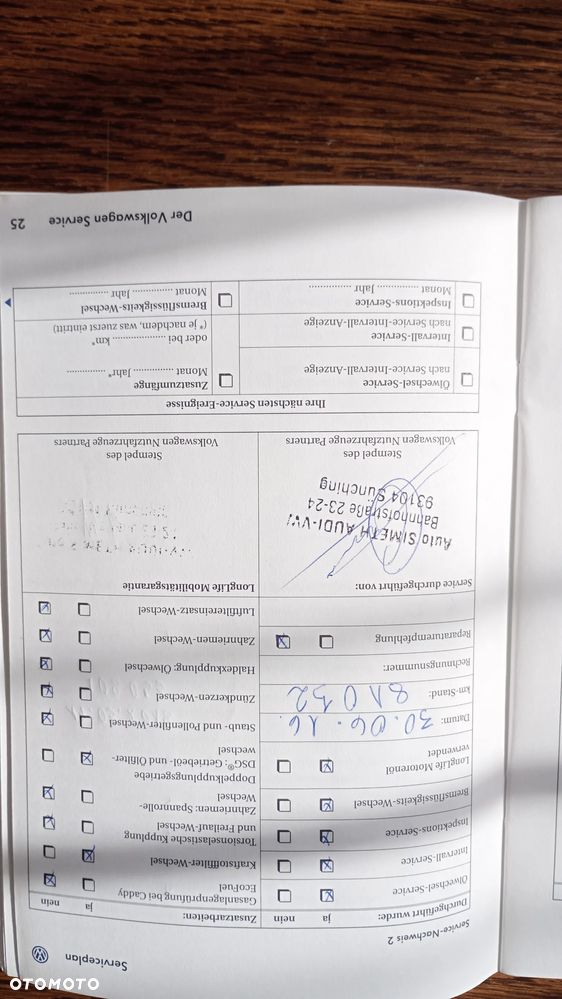 Serviceplan
Service-Nachweis 2
Durchgeführt wurde: ja nein
Ölwechsel-Service
Intervall-Service
Inspektions-Service
Bremsflüssigkeits-Wechsel
LongLife Motorenöl
verwendet
Datum: 30.06.16.
km-Stand: 81032
Rechnungsnummer:
Reparaturempfehlung
Service durchgeführt von:
Auto SIMETH AUDI-VW
Bahnhofstraße 23-24
93104 Sünching
Stempel des
Volkswagen Nutzfahrzeuge Partners
Zusatzarbeiten: ja nein
Gasanlagenprüfung bei Caddy
EcoFuel
Kraftstofffilter-Wechsel
Torsionselastische Kupplung
und Freilauf-Wechsel
Zahnriemen: Spannrolle-
Wechsel
Doppelkupplungsgetriebe
DSG®: Getriebeöl- und Ölfilter-
wechsel
Staub- und Pollenfilter-Wechsel
Zündkerzen-Wechsel
Haldexkupplung: Ölwechsel
Zahnriemen-Wechsel
Luftfiltereinsatz-Wechsel
LongLife Mobilitätsgarantie
Stempel des
Volkswagen Nutzfahrzeuge Partners
Ihre nächsten Service-Ereignisse
Ölwechsel-Service
nach Service-Intervall-Anzeige
Intervall-Service
nach Service-Intervall-Anzeige
Inspektions-Service
Monat ............... Jahr ...............
Zusatzumfänge
Monat ............... Jahr* ...............
oder bei ................... km*
(* je nachdem, was zuerst eintritt)
Bremsflüssigkeits-Wechsel
Monat ............... Jahr ...............
Der Volkswagen Service 25
OTOMOTO
OTOMOTO